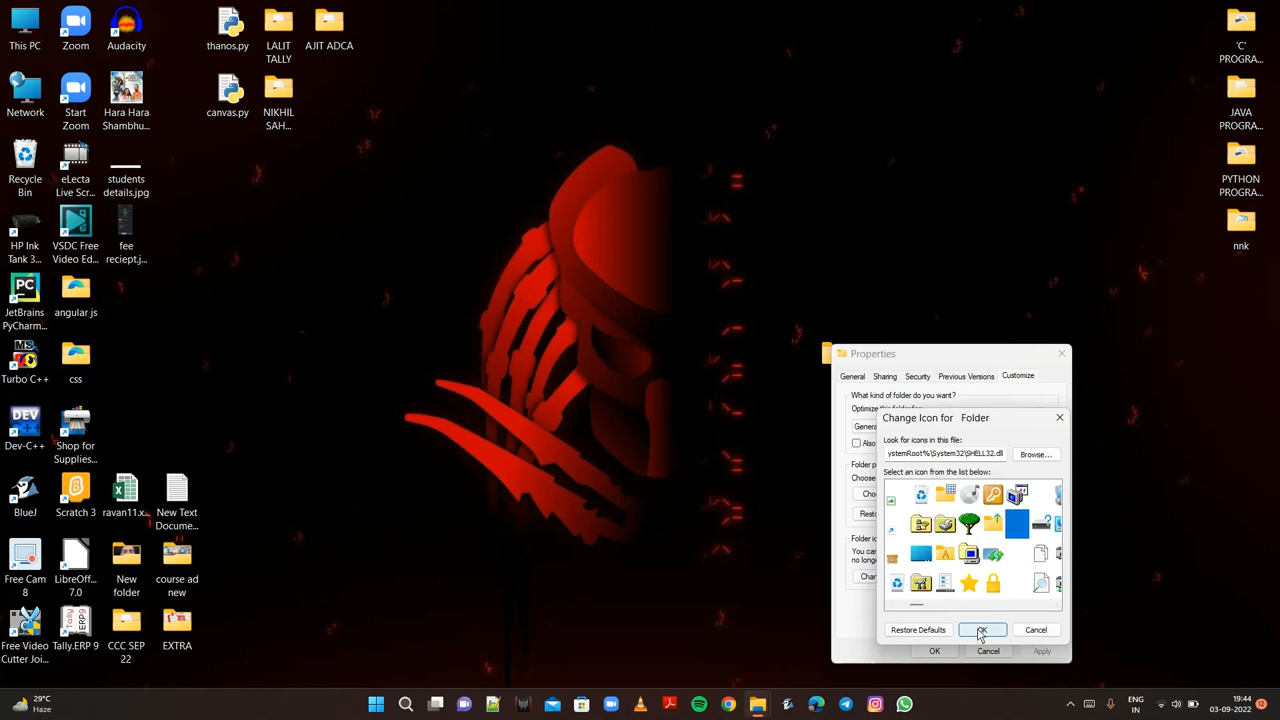 This PC
Zoom
Audacity
thanos.py
LALIT
TALLY
AJIT ADCA
'C'
PROGRA...
Network
Start
Zoom
Hara Hara
Shambhu...
canvas.py
NIKHIL
SAH...
JAVA
PROGRA...
Recycle
Bin
eLecta
Live Scr...
students
details.jpg
PYTHON
PROGRA...
HP Ink
Tank 3...
VSDC Free
Video Ed...
fee
reciept.j...
nnk
JetBrains
PyCharm...
angular js
Turbo C++
css
Dev-C++
Shop for
Supplies...
BlueJ
Scratch 3
ravan11.xlsx
New Text
Docume...
Free Cam
8
LibreOff...
7.0
New
folder
course ad
new
Free Video
Cutter Joi...
Tally.ERP 9
CCC SEP
22
EXTRA
Properties
General
Sharing
Security
Previous Versions
Customize
What kind of folder do you want?
Change Icon for Folder
Look for icons in this file:
ystemRoot%\System32\SHELL32.dll
Browse...
Select an icon from the list below:
Restore Defaults
OK
Cancel
OK
Cancel
Apply
29°C
Haze
ENG
IN
19:44
03-09-2022